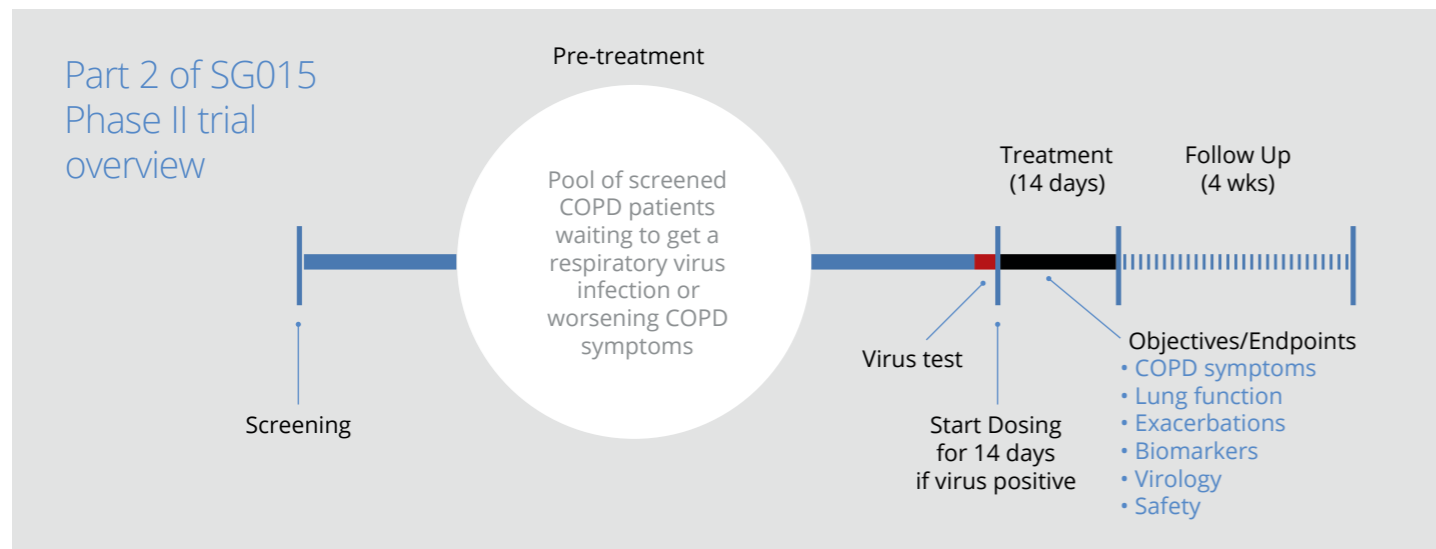 Part 2 of SG015
Phase II trial
overview
Pre-treatment
Pool of screened
COPD patients
waiting to get a
respiratory virus
infection or
worsening COPD
symptoms
Treatment
(14 days)
Follow Up
(4 wks)
Screening
Virus test
Start Dosing
for 14 days
if virus positive
Objectives/Endpoints
• COPD symptoms
• Lung function
• Exacerbations
• Biomarkers
• Virology
• Safety